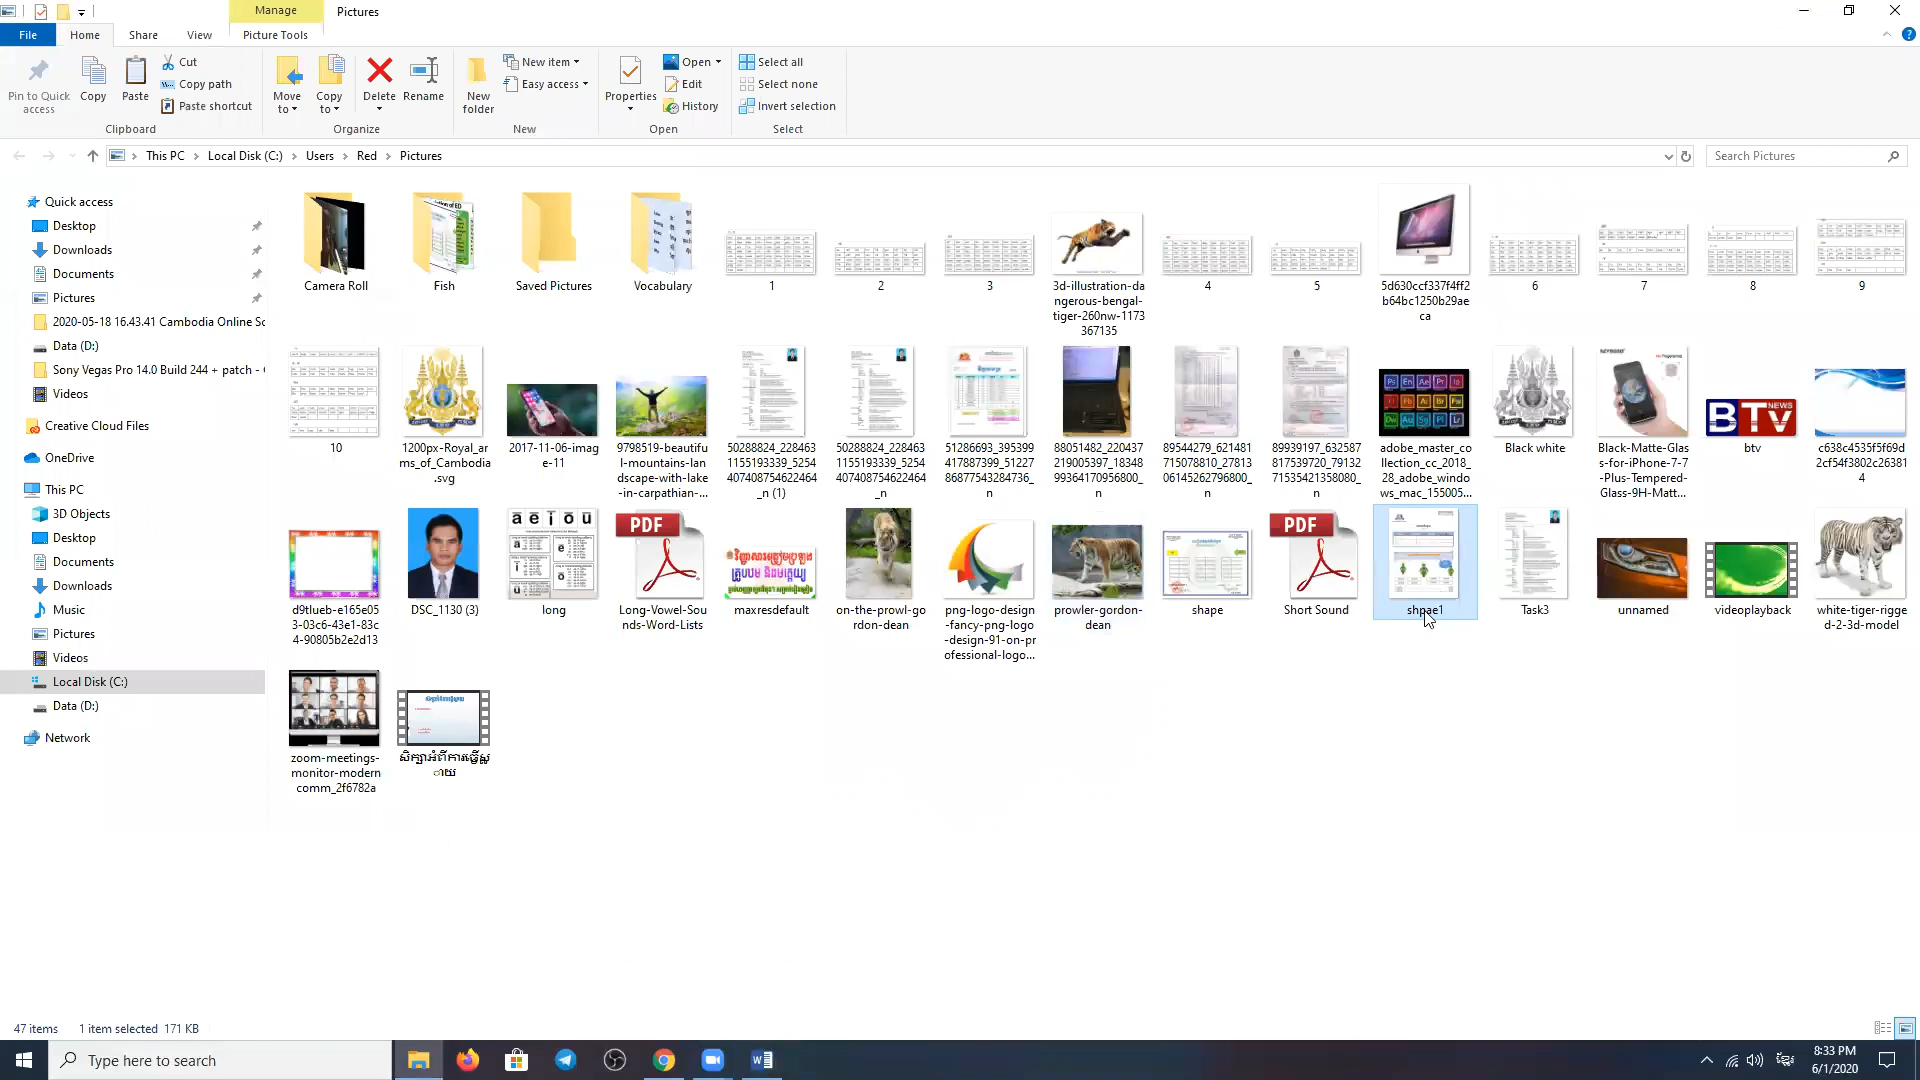 Manage
Pictures
File
Home
Share
View
Picture Tools
Pin to Quick
access
Copy
Paste
Cut
Copy path
Paste shortcut
Clipboard
Move
to
Copy
to
Delete
Rename
Organize
New
folder
New item
Easy access
New
Properties
Open
Edit
History
Open
Select all
Select none
Invert selection
Select
This PC
Local Disk (C:)
Users
Red
Pictures
Search Pictures
Quick access
Desktop
Downloads
Documents
Pictures
2020-05-18 16.43.41 Cambodia Online Sc
Data (D:)
Sony Vegas Pro 14.0 Build 244 + patch -
Videos
Creative Cloud Files
OneDrive
This PC
3D Objects
Desktop
Documents
Downloads
Music
Pictures
Videos
Local Disk (C:)
Data (D:)
Network
Camera Roll
Fish
Saved Pictures
Vocabulary
1
2
3
3d-illustration-da
ngerous-bengal-
tiger-260nw-1173
367135
4
5
5d630ccf337f4ff2
b64bc1250b29ae
ca
6
7
8
9
10
1200px-Royal_ar
ms_of_Cambodia
.svg
2017-11-06-imag
e-11
9798519-beautifu
l-mountains-lan
dscape-with-lake
-in-carpathian-...
50288824_228463
1155193339_5254
407408754622464
_n (1)
50288824_228463
1155193339_5254
407408754622464
_n
51286693_395399
417887399_51227
86877543284736_
n
88051482_220437
219005397_18348
99364170956800_
n
89544279_621481
715078810_27813
06145262796800_
n
89939197_632587
817539720_79132
71535421358080_
n
Ps En Ae Pr Id
Dw Au Sg Pl Lr
adobe_master_co
llection_cc_2018_
28_adobe_windo
ws_mac_155005...
Black white
Black-Matte-Glas
s-for-iPhone-7-7
-Plus-Tempered-
Glass-9H-Matt...
BTV NEWS
btv
c638c4535f5f69d
2cf54f3802c26381
4
d9tlueb-e165e05
3-03c6-43e1-83c
4-90805b2e2d13
DSC_1130 (3)
a e i o u
long
PDF
Long-Vowel-Sou
nds-Word-Lists
maxresdefault
on-the-prowl-go
rdon-dean
png-logo-design
-fancy-png-logo
-design-91-on-pr
ofessional-logo...
prowler-gordon-
dean
shape
PDF
Short Sound
shpae1
Task3
unnamed
videoplayback
white-tiger-rigge
d-2-3d-model
zoom-meetings-
monitor-modern
comm_2f6782a
47 items
1 item selected 171 KB
Type here to search
8:33 PM
6/1/2020